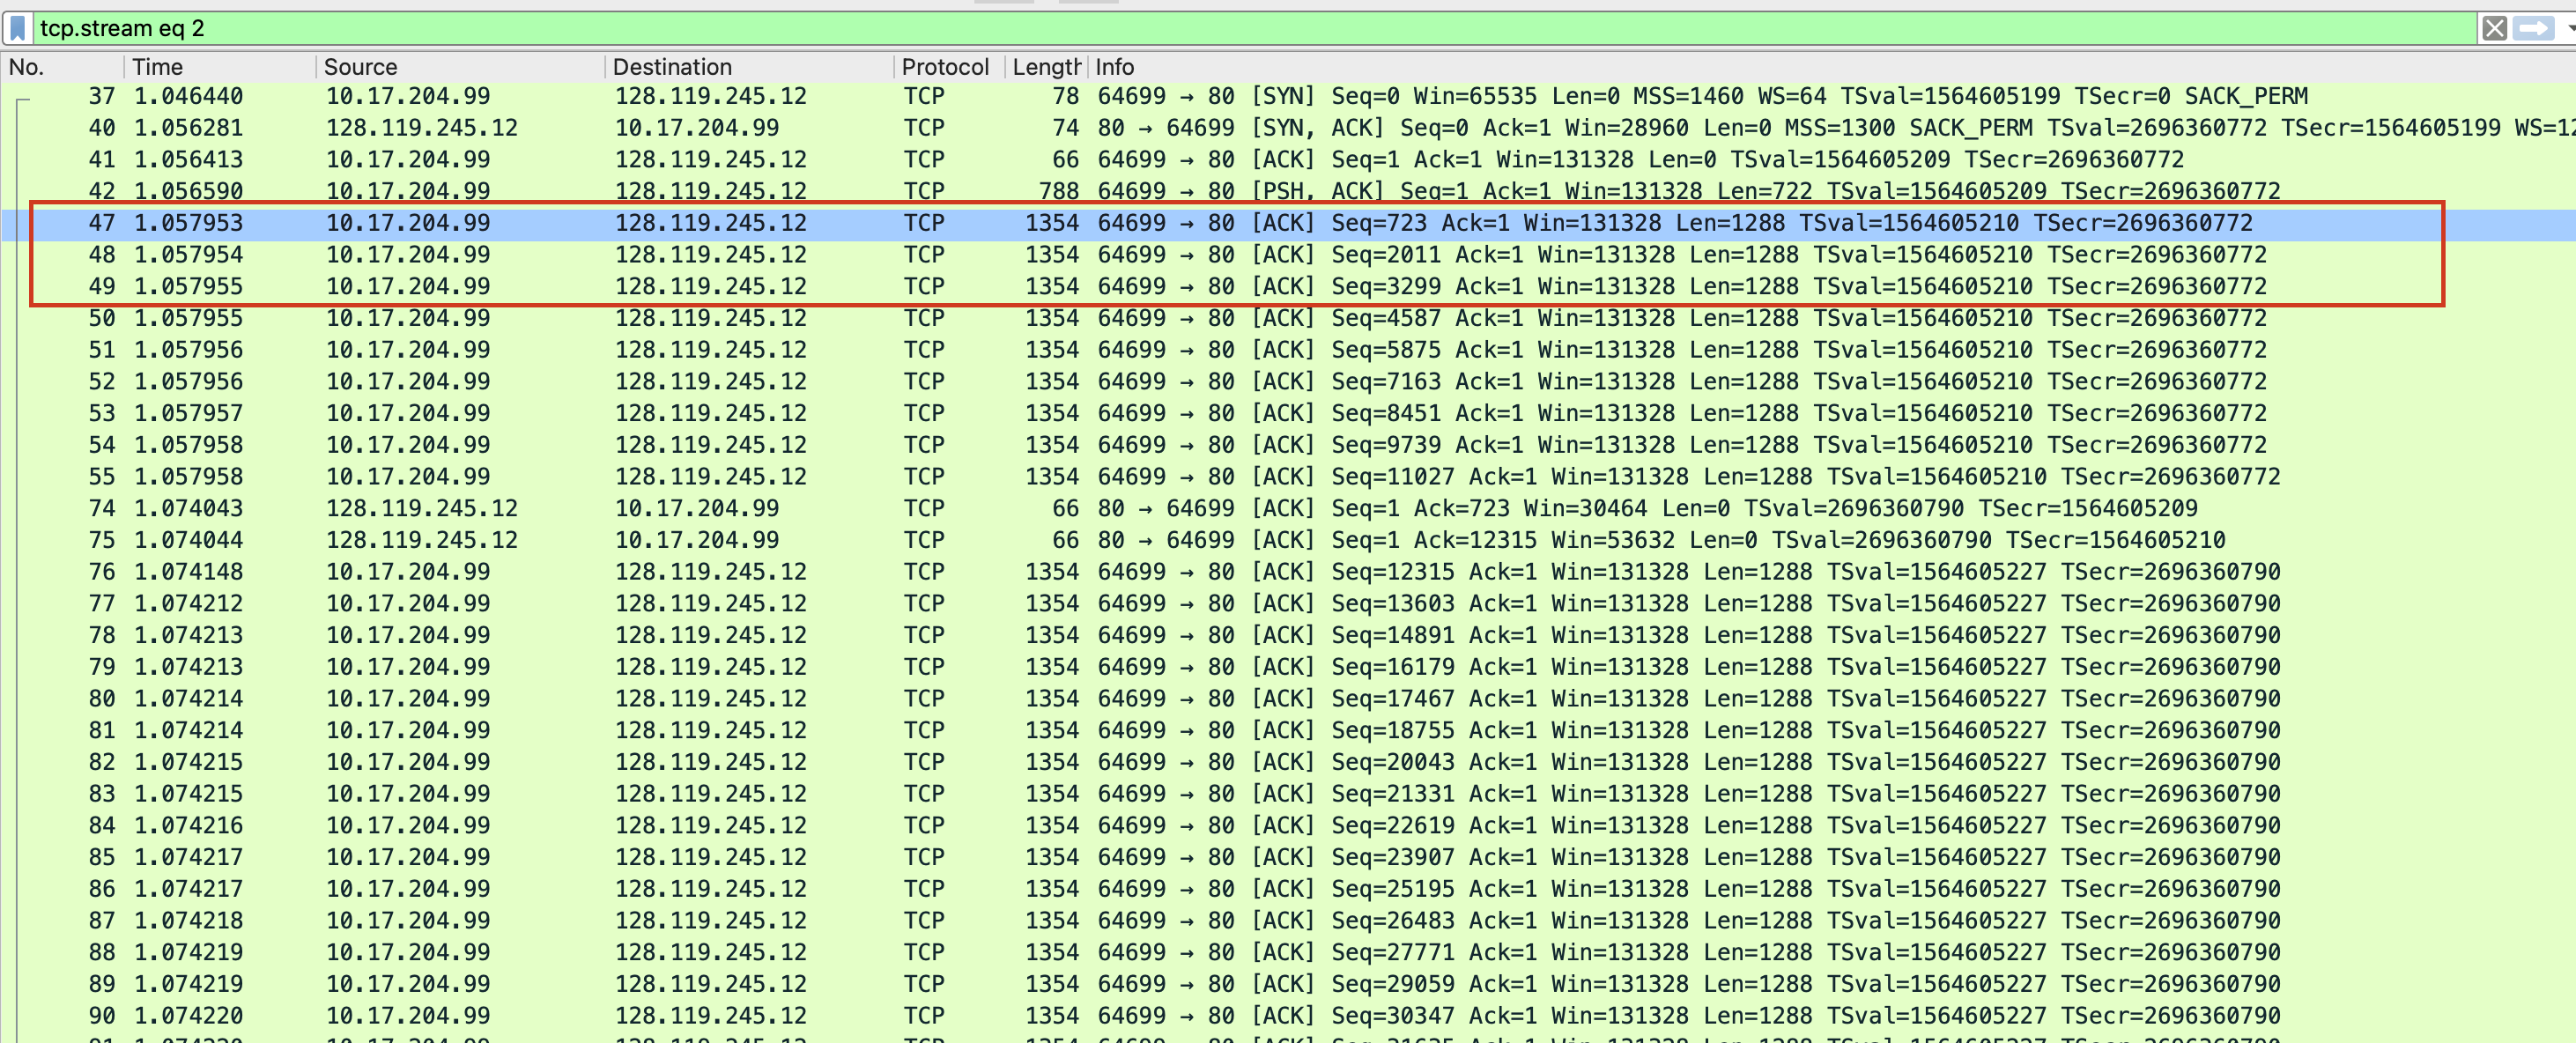 tcp.stream eq 2
No. Time Source Destination Protocol Length Info
37 1.046440 10.17.204.99 128.119.245.12 TCP 78 64699 → 80 [SYN] Seq=0 Win=65535 Len=0 MSS=1460 WS=64 TSval=1564605199 TSecr=0 SACK_PERM
40 1.056281 128.119.245.12 10.17.204.99 TCP 74 80 → 64699 [SYN, ACK] Seq=0 Ack=1 Win=28960 Len=0 MSS=1300 SACK_PERM TSval=2696360772 TSecr=1564605199 WS=12
41 1.056413 10.17.204.99 128.119.245.12 TCP 66 64699 → 80 [ACK] Seq=1 Ack=1 Win=131328 Len=0 TSval=1564605209 TSecr=2696360772
42 1.056590 10.17.204.99 128.119.245.12 TCP 788 64699 → 80 [PSH, ACK] Seq=1 Ack=1 Win=131328 Len=722 TSval=1564605209 TSecr=2696360772
47 1.057953 10.17.204.99 128.119.245.12 TCP 1354 64699 → 80 [ACK] Seq=723 Ack=1 Win=131328 Len=1288 TSval=1564605210 TSecr=2696360772
48 1.057954 10.17.204.99 128.119.245.12 TCP 1354 64699 → 80 [ACK] Seq=2011 Ack=1 Win=131328 Len=1288 TSval=1564605210 TSecr=2696360772
49 1.057955 10.17.204.99 128.119.245.12 TCP 1354 64699 → 80 [ACK] Seq=3299 Ack=1 Win=131328 Len=1288 TSval=1564605210 TSecr=2696360772
50 1.057955 10.17.204.99 128.119.245.12 TCP 1354 64699 → 80 [ACK] Seq=4587 Ack=1 Win=131328 Len=1288 TSval=1564605210 TSecr=2696360772
51 1.057956 10.17.204.99 128.119.245.12 TCP 1354 64699 → 80 [ACK] Seq=5875 Ack=1 Win=131328 Len=1288 TSval=1564605210 TSecr=2696360772
52 1.057956 10.17.204.99 128.119.245.12 TCP 1354 64699 → 80 [ACK] Seq=7163 Ack=1 Win=131328 Len=1288 TSval=1564605210 TSecr=2696360772
53 1.057957 10.17.204.99 128.119.245.12 TCP 1354 64699 → 80 [ACK] Seq=8451 Ack=1 Win=131328 Len=1288 TSval=1564605210 TSecr=2696360772
54 1.057958 10.17.204.99 128.119.245.12 TCP 1354 64699 → 80 [ACK] Seq=9739 Ack=1 Win=131328 Len=1288 TSval=1564605210 TSecr=2696360772
55 1.057958 10.17.204.99 128.119.245.12 TCP 1354 64699 → 80 [ACK] Seq=11027 Ack=1 Win=131328 Len=1288 TSval=1564605210 TSecr=2696360772
74 1.074043 128.119.245.12 10.17.204.99 TCP 66 80 → 64699 [ACK] Seq=1 Ack=723 Win=30464 Len=0 TSval=2696360790 TSecr=1564605209
75 1.074044 128.119.245.12 10.17.204.99 TCP 66 80 → 64699 [ACK] Seq=1 Ack=12315 Win=53632 Len=0 TSval=2696360790 TSecr=1564605210
76 1.074148 10.17.204.99 128.119.245.12 TCP 1354 64699 → 80 [ACK] Seq=12315 Ack=1 Win=131328 Len=1288 TSval=1564605227 TSecr=2696360790
77 1.074212 10.17.204.99 128.119.245.12 TCP 1354 64699 → 80 [ACK] Seq=13603 Ack=1 Win=131328 Len=1288 TSval=1564605227 TSecr=2696360790
78 1.074213 10.17.204.99 128.119.245.12 TCP 1354 64699 → 80 [ACK] Seq=14891 Ack=1 Win=131328 Len=1288 TSval=1564605227 TSecr=2696360790
79 1.074213 10.17.204.99 128.119.245.12 TCP 1354 64699 → 80 [ACK] Seq=16179 Ack=1 Win=131328 Len=1288 TSval=1564605227 TSecr=2696360790
80 1.074214 10.17.204.99 128.119.245.12 TCP 1354 64699 → 80 [ACK] Seq=17467 Ack=1 Win=131328 Len=1288 TSval=1564605227 TSecr=2696360790
81 1.074214 10.17.204.99 128.119.245.12 TCP 1354 64699 → 80 [ACK] Seq=18755 Ack=1 Win=131328 Len=1288 TSval=1564605227 TSecr=2696360790
82 1.074215 10.17.204.99 128.119.245.12 TCP 1354 64699 → 80 [ACK] Seq=20043 Ack=1 Win=131328 Len=1288 TSval=1564605227 TSecr=2696360790
83 1.074215 10.17.204.99 128.119.245.12 TCP 1354 64699 → 80 [ACK] Seq=21331 Ack=1 Win=131328 Len=1288 TSval=1564605227 TSecr=2696360790
84 1.074216 10.17.204.99 128.119.245.12 TCP 1354 64699 → 80 [ACK] Seq=22619 Ack=1 Win=131328 Len=1288 TSval=1564605227 TSecr=2696360790
85 1.074217 10.17.204.99 128.119.245.12 TCP 1354 64699 → 80 [ACK] Seq=23907 Ack=1 Win=131328 Len=1288 TSval=1564605227 TSecr=2696360790
86 1.074217 10.17.204.99 128.119.245.12 TCP 1354 64699 → 80 [ACK] Seq=25195 Ack=1 Win=131328 Len=1288 TSval=1564605227 TSecr=2696360790
87 1.074218 10.17.204.99 128.119.245.12 TCP 1354 64699 → 80 [ACK] Seq=26483 Ack=1 Win=131328 Len=1288 TSval=1564605227 TSecr=2696360790
88 1.074219 10.17.204.99 128.119.245.12 TCP 1354 64699 → 80 [ACK] Seq=27771 Ack=1 Win=131328 Len=1288 TSval=1564605227 TSecr=2696360790
89 1.074219 10.17.204.99 128.119.245.12 TCP 1354 64699 → 80 [ACK] Seq=29059 Ack=1 Win=131328 Len=1288 TSval=1564605227 TSecr=2696360790
90 1.074220 10.17.204.99 128.119.245.12 TCP 1354 64699 → 80 [ACK] Seq=30347 Ack=1 Win=131328 Len=1288 TSval=1564605227 TSecr=2696360790